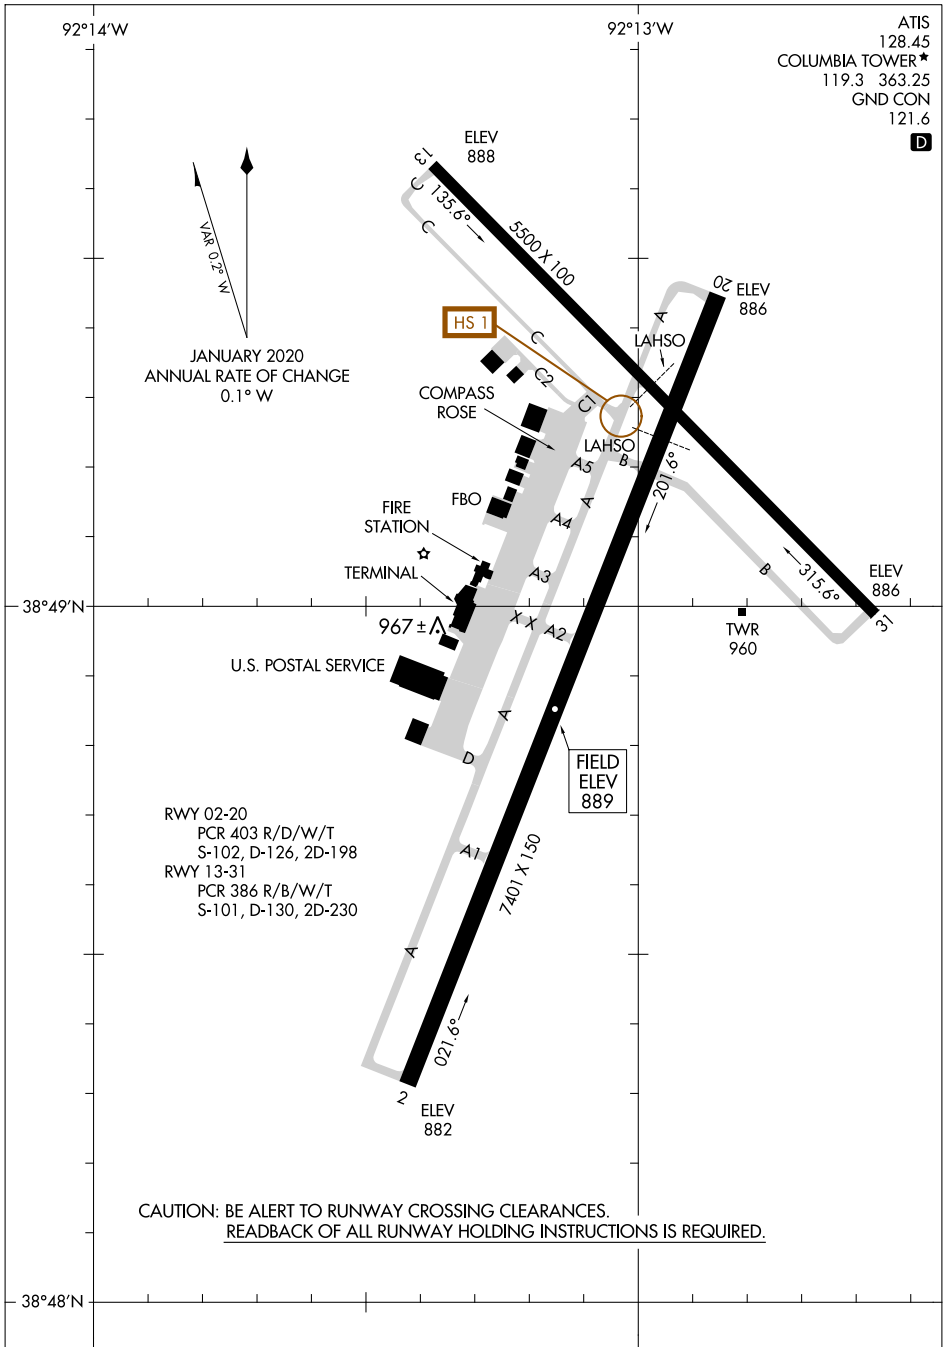 92°14'W
92°13'W
ATIS
128.45
COLUMBIA TOWER★
119.3 363.25
GND CON
121.6
D
ELEV
888
13
C
135.6°
C
5500 X 100
VAR 0.2° W
20
ELEV
886
A
HS 1
LAHSO
C
JANUARY 2020
ANNUAL RATE OF CHANGE
0.1° W
C2
COMPASS
ROSE
C1
LAHSO
A5
B
201.6°
FBO
A
A4
FIRE
STATION
TERMINAL
A3
B
315.6°
ELEV
886
38°49'N
967 ±
X X
A2
TWR
960
31
U.S. POSTAL SERVICE
A
D
FIELD
ELEV
889
RWY 02-20
PCR 403 R/D/W/T
S-102, D-126, 2D-198
RWY 13-31
PCR 386 R/B/W/T
S-101, D-130, 2D-230
A1
7401 X 150
A
021.6°
2
ELEV
882
CAUTION: BE ALERT TO RUNWAY CROSSING CLEARANCES.
READBACK OF ALL RUNWAY HOLDING INSTRUCTIONS IS REQUIRED.
38°48'N